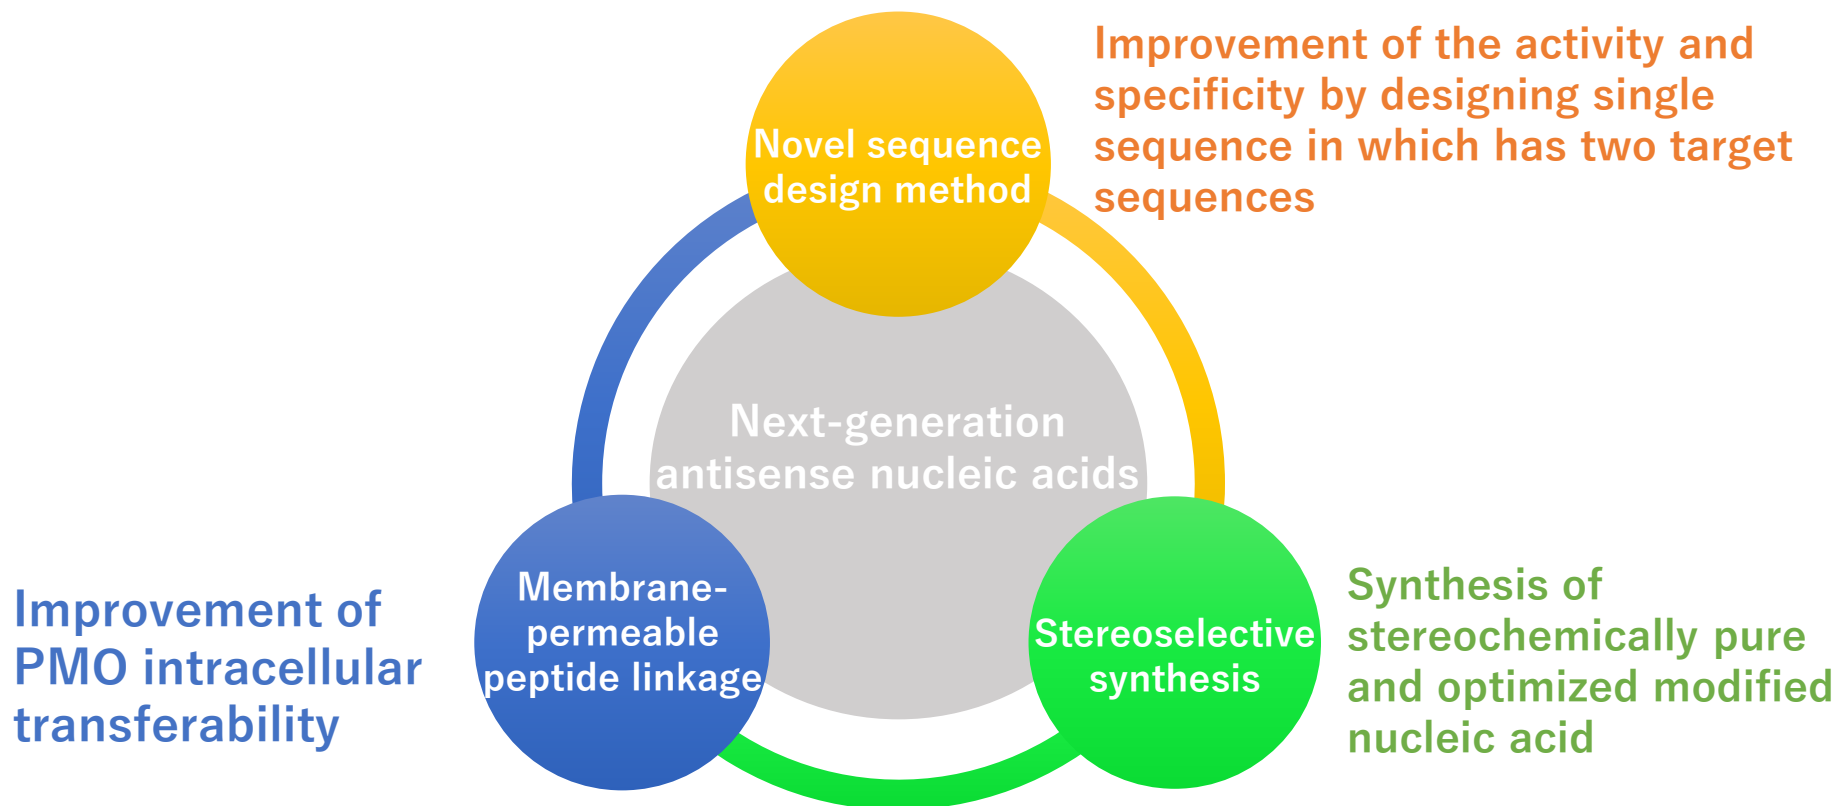 Improvement of the activity and
specificity by designing single
sequence in which has two target
sequences
Novel sequence
design method
Next-generation
antisense nucleic acids
Improvement of
PMO intracellular
transferability
Membrane-
permeable
peptide linkage
Stereoselective
synthesis
Synthesis of
stereochemically pure
and optimized modified
nucleic acid